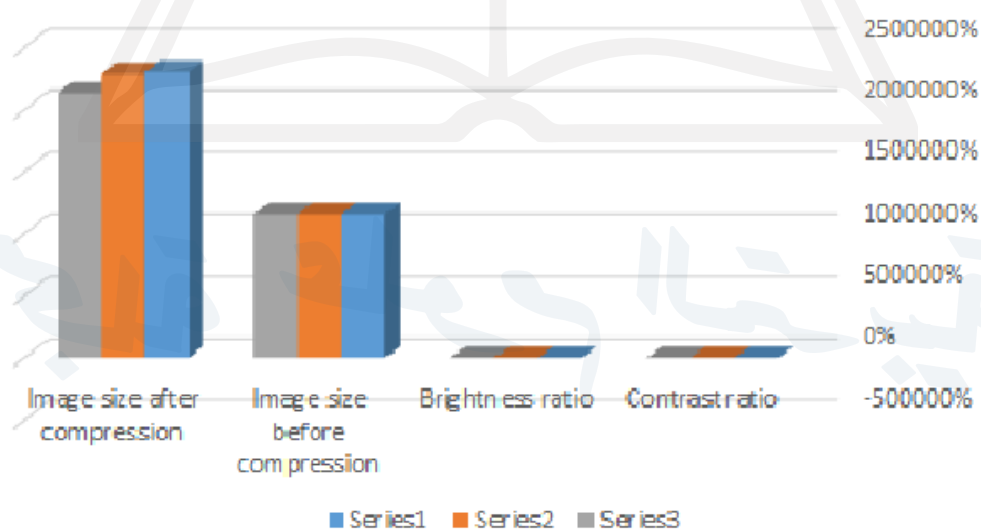 2500000%
2000000%
1500000%
1000000%
500000%
0%
-500000%
Image size after compression
Image size before compression
Brightness ratio
Contrast ratio
Series1 Series2 Series3